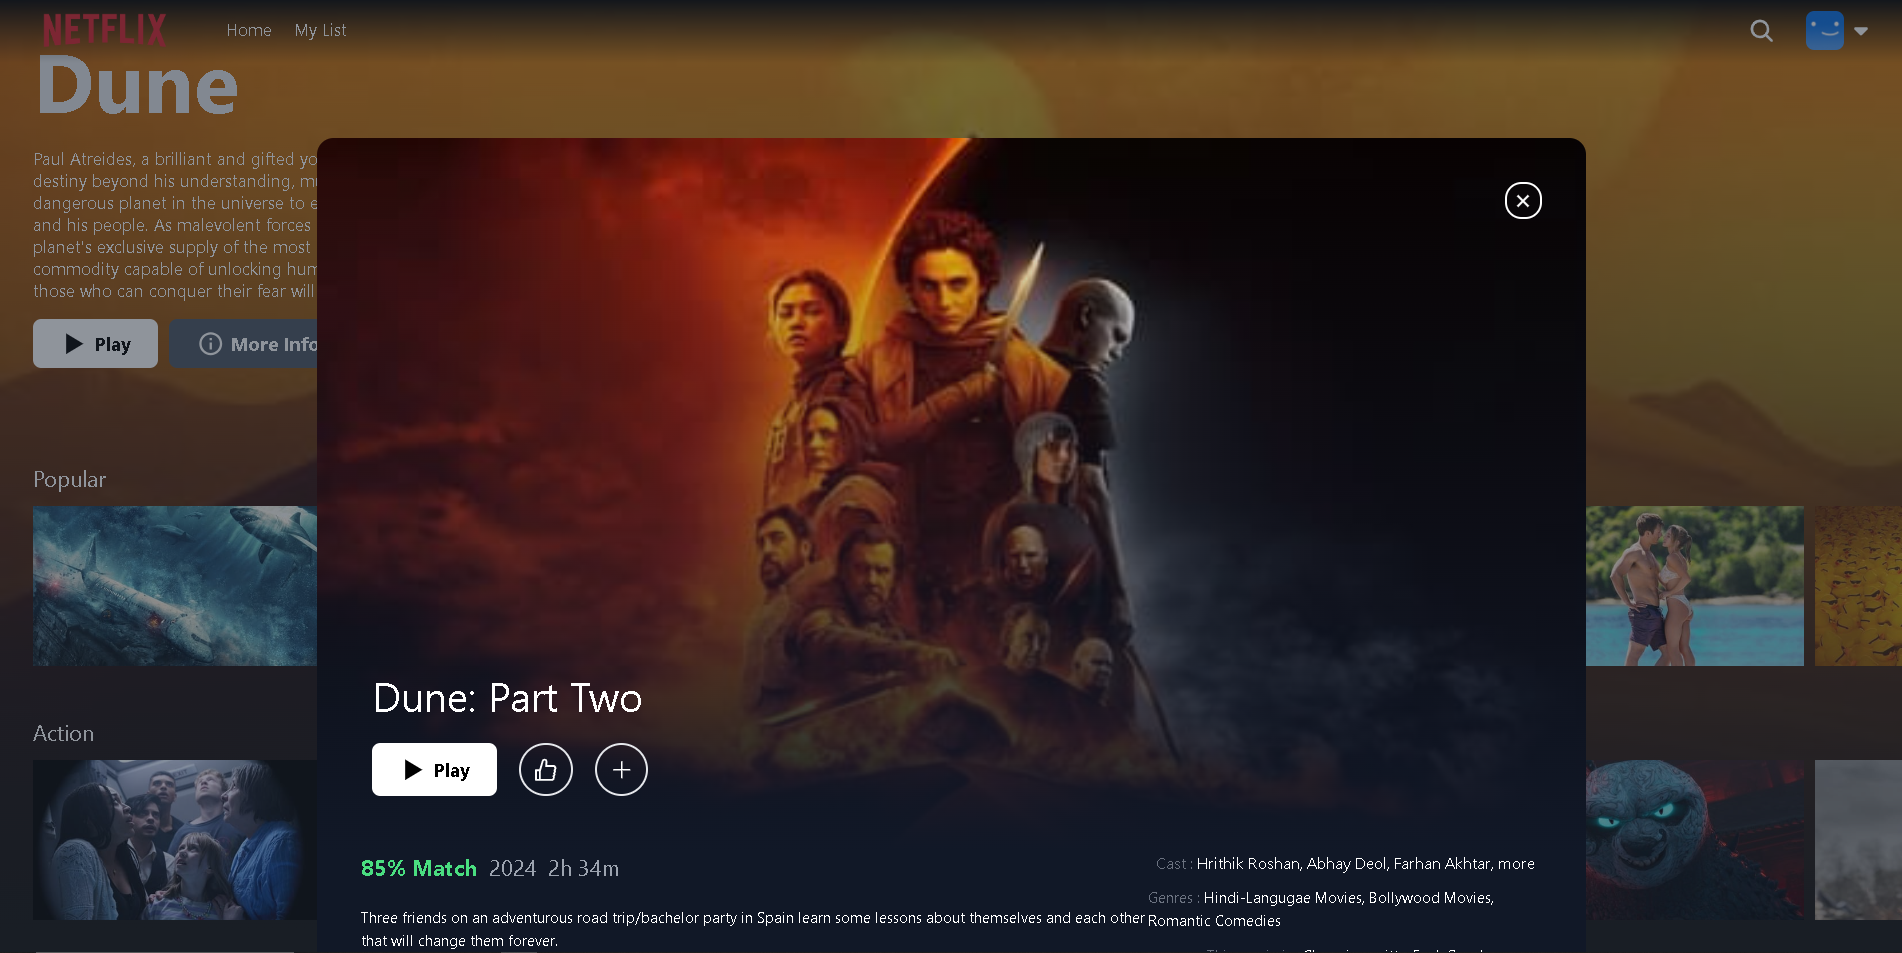 NETFLIX
Home
My List
Dune
Paul Atreides, a brilliant and gifted yo
destiny beyond his understanding, mu
dangerous planet in the universe to e
and his people. As malevolent forces
planet's exclusive supply of the most
commodity capable of unlocking hum
those who can conquer their fear will
Play
More Info
Popular
Action
Dune: Part Two
Play
85% Match 2024 2h 34m
Three friends on an adventurous road trip/bachelor party in Spain learn some lessons about themselves and each other
that will change them forever.
Cast : Hrithik Roshan, Abhay Deol, Farhan Akhtar, more
Genres : Hindi-Langugae Movies, Bollywood Movies,
Romantic Comedies